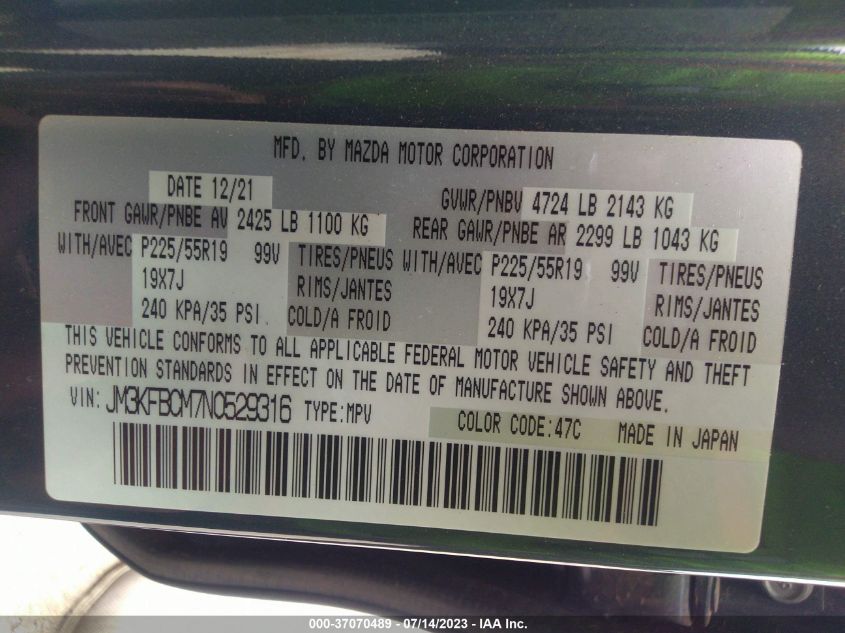 MFD. BY MAZDA MOTOR CORPORATION
DATE 12/21
GVWR/PNBV 4724 LB 2143 KG
FRONT GAWR/PNBE AV 2425 LB 1100 KG
REAR GAWR/PNBE AR 2299 LB 1043 KG
WITH/AVEC P225/55R19 99V TIRES/PNEUS
19X7J RIMS/JANTES
240 KPA/35 PSI. COLD/A FROID
WITH/AVEC P225/55R19 99V TIRES/PNEUS
19X7J RIMS/JANTES
240 KPA/35 PSI COLD/A FROID
THIS VEHICLE CONFORMS TO ALL APPLICABLE FEDERAL MOTOR VEHICLE SAFETY AND THEFT
PREVENTION STANDARDS IN EFFECT ON THE DATE OF MANUFACTURE SHOWN ABOVE.
VIN: JM3KFBCM7N0529316 TYPE:MPV
COLOR CODE:47C MADE IN JAPAN
000-37070489 - 07/14/2023 - IAA Inc.